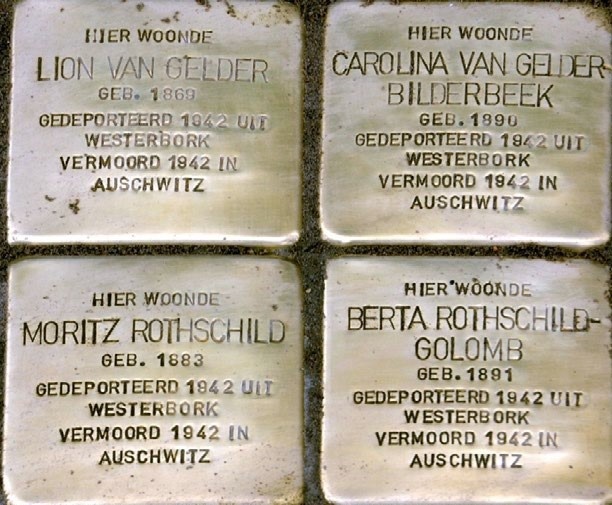 HIER WOONDE
LION VAN GELDER
GEB. 1869
GEDEPORTEERD 1942 UIT
WESTERBORK
VERMOORD 1942 IN
AUSCHWITZ
HIER WOONDE
CAROLINA VAN GELDER-
BILDERBEEK
GEB. 1890
GEDEPORTEERD 1942 UIT
WESTERBORK
VERMOORD 1942 IN
AUSCHWITZ
HIER WOONDE
MORITZ ROTHSCHILD
GEB. 1883
GEDEPORTEERD 1942 UIT
WESTERBORK
VERMOORD 1942 IN
AUSCHWITZ
HIER WOONDE
BERTA ROTHSCHILD-
GOLOMB
GEB. 1891
GEDEPORTEERD 1942 UIT
WESTERBORK
VERMOORD 1942 IN
AUSCHWITZ